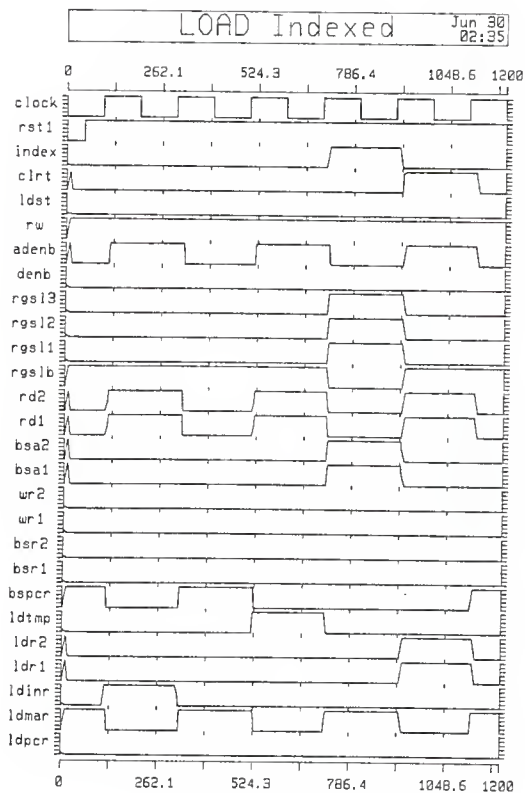 LOAD Indexed
Jun 30
02:35
0 262.1 524.3 786.4 1048.6 1200
clock
rst1
index
clrt
ldst
rw
adenb
denb
rgsl3
rgsl2
rgsl1
rgslb
rd2
rd1
bsa2
bsa1
wr2
wr1
bsr2
bsr1
bspcr
ldtmp
ldr2
ldr1
ldinr
ldmar
ldpcr
0 262.1 524.3 786.4 1048.6 1200